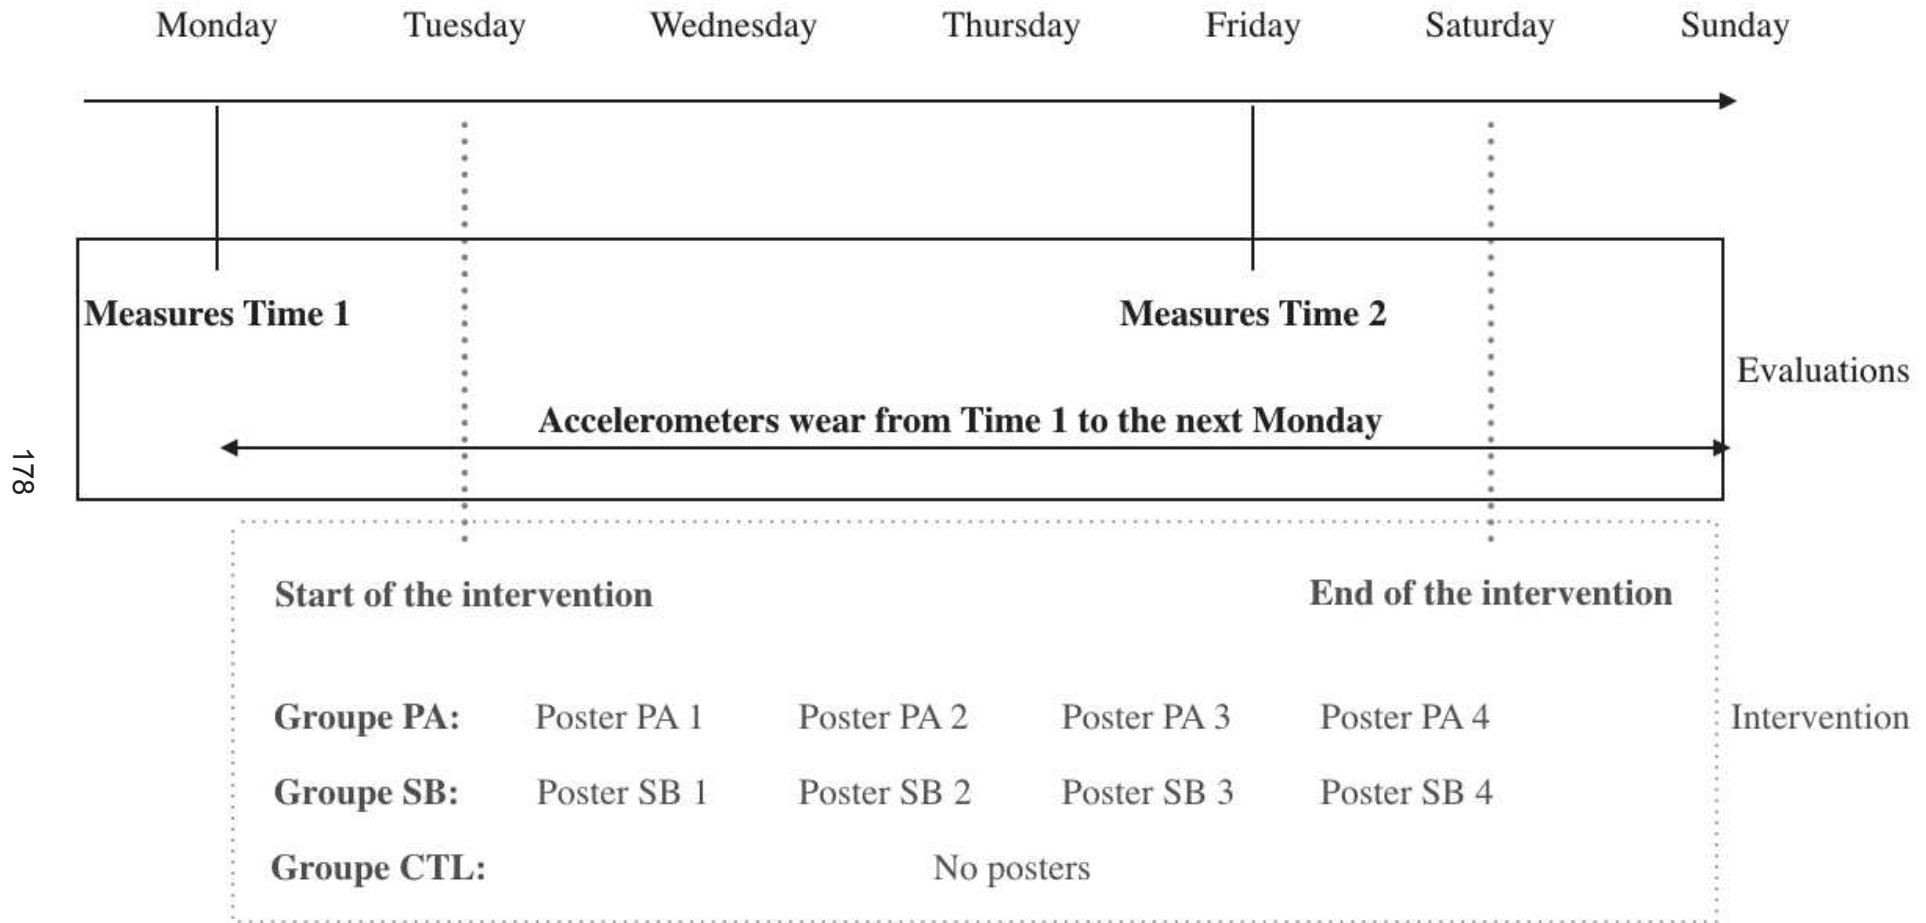 Monday Tuesday Wednesday Thursday Friday Saturday Sunday
Measures Time 1 Measures Time 2
Evaluations
Accelerometers wear from Time 1 to the next Monday
178
Start of the intervention End of the intervention
Groupe PA: Poster PA 1 Poster PA 2 Poster PA 3 Poster PA 4 Intervention
Groupe SB: Poster SB 1 Poster SB 2 Poster SB 3 Poster SB 4
Groupe CTL: No posters